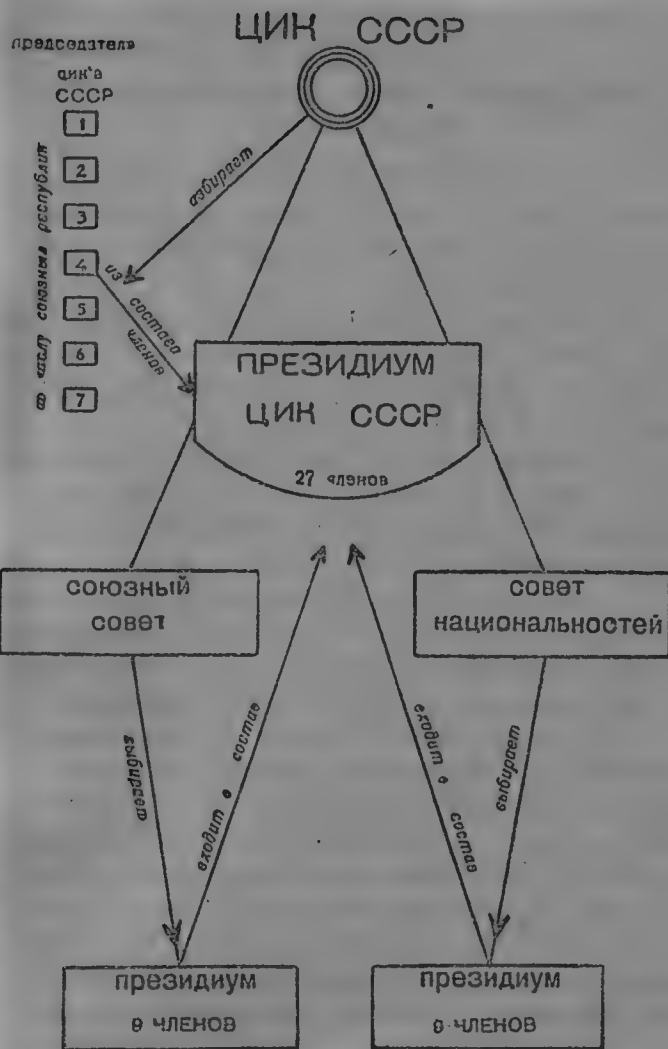 ЦИК СССР
председатели
цик'а
СССР
1
2
3
4
5
6
7
по числу союзных республик
избирает
из состава
членов
ПРЕЗИДИУМ
ЦИК СССР
27 членов
СОЮЗНЫЙ
СОВЕТ
СОВЕТ
НАЦИОНАЛЬНОСТЕЙ
выбирает
входит в состав
входит в состав
выбирает
президиум
9 ЧЛЕНОВ
президиум
9 ЧЛЕНОВ